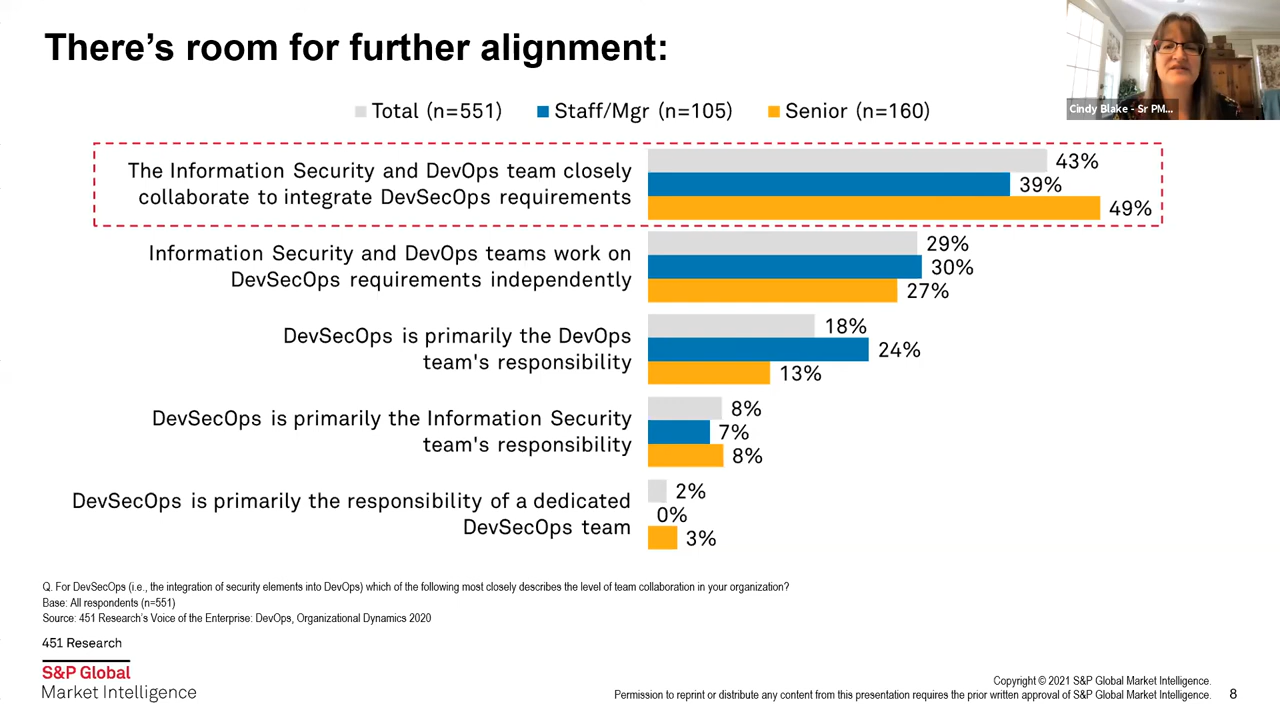 There's room for further alignment:
Cindy Blake - Sr PM...
Total (n=551)
Staff/Mgr (n=105)
Senior (n=160)
The Information Security and DevOps team closely
collaborate to integrate DevSecOps requirements
43%
39%
49%
Information Security and DevOps teams work on
DevSecOps requirements independently
29%
30%
27%
DevSecOps is primarily the DevOps
team's responsibility
18%
24%
13%
DevSecOps is primarily the Information Security
team's responsibility
8%
7%
8%
DevSecOps is primarily the responsibility of a dedicated
DevSecOps team
2%
0%
3%
Q. For DevSecOps (i.e., the integration of security elements into DevOps) which of the following most closely describes the level of team collaboration in your organization?
Base: All respondents (n=551)
Source: 451 Research's Voice of the Enterprise: DevOps, Organizational Dynamics 2020
451 Research
S&P Global
Market Intelligence
Copyright © 2021 S&P Global Market Intelligence.
Permission to reprint or distribute any content from this presentation requires the prior written approval of S&P Global Market Intelligence.
8